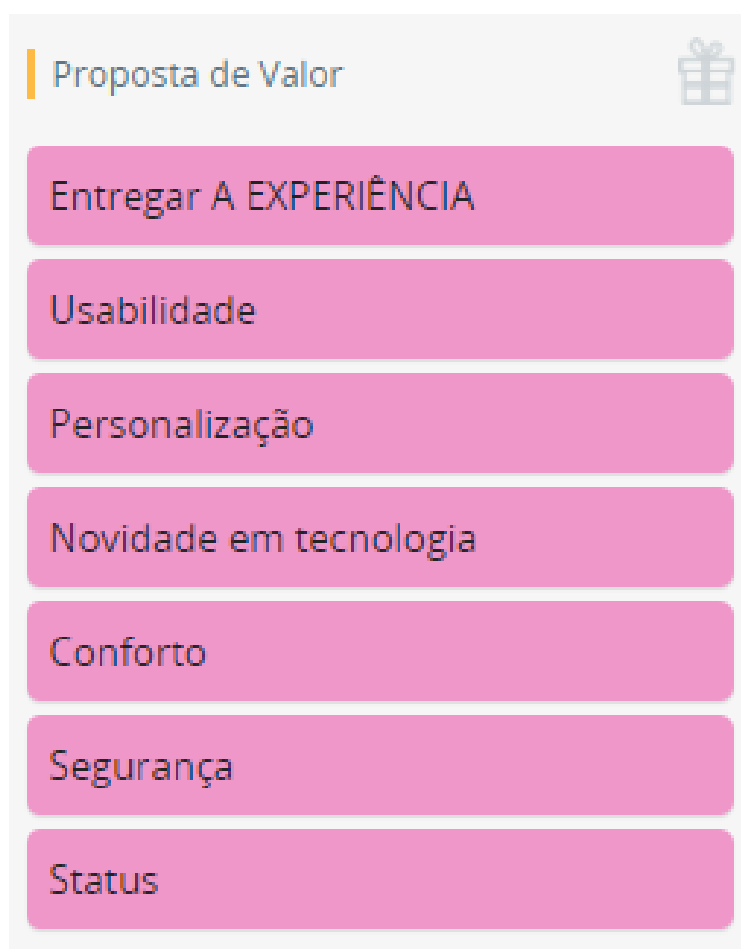 Proposta de Valor
Entregar A EXPERIÊNCIA
Usabilidade
Personalização
Novidade em tecnologia
Conforto
Segurança
Status